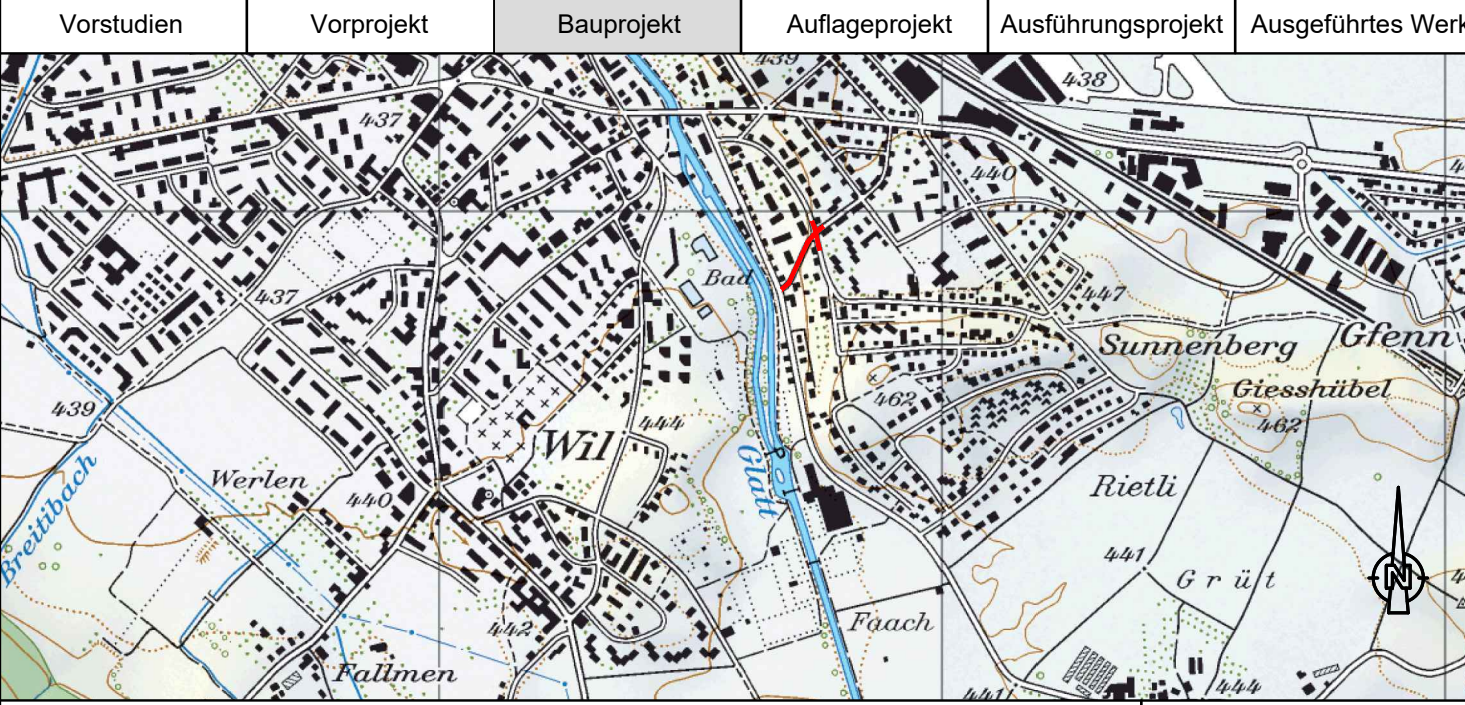 Vorstudien
Vorprojekt
Bauprojekt
Auflageprojekt
Ausführungsprojekt
Ausgeführtes Werk
439
438
437
440
Bad
437
447
Sunnenberg
Gfenn
Giesshübel
462
462
439
444
Wil
Glatt
Werlen
440
Rietli
Breitibach
441
Grüt
N
442
Faach
Fallmen
441
444